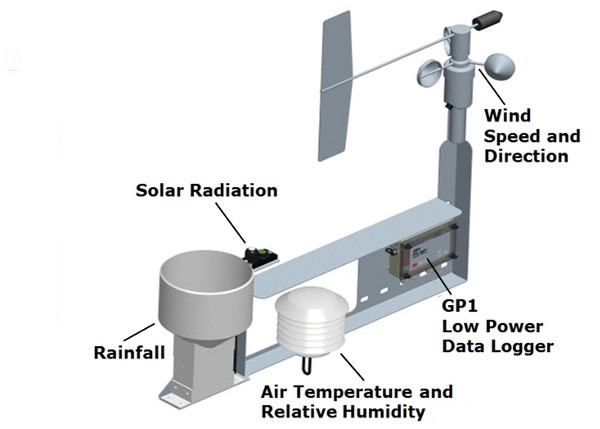 Wind
Speed and
Direction
Solar Radiation
GP1
Low Power
Data Logger
Rainfall
Air Temperature and
Relative Humidity